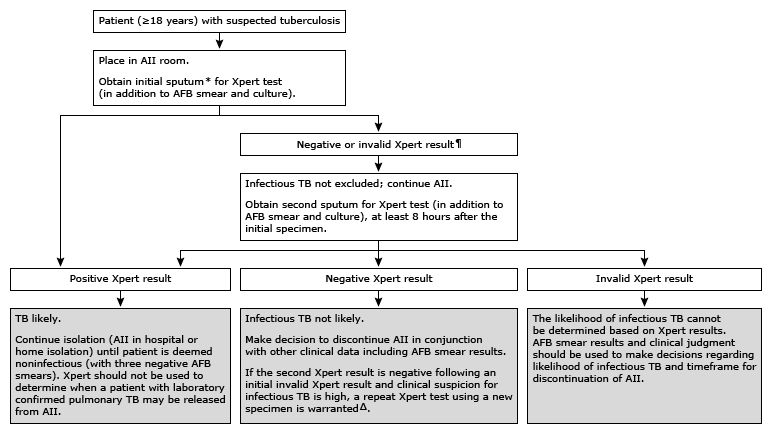 Patient (≥18 years) with suspected tuberculosis
Place in AII room.
Obtain initial sputum* for Xpert test
(in addition to AFB smear and culture).
Negative or invalid Xpert result¶
Infectious TB not excluded; continue AII.
Obtain second sputum for Xpert test (in addition to
AFB smear and culture), at least 8 hours after the
initial specimen.
Positive Xpert result
TB likely.
Continue isolation (AII in hospital or
home isolation) until patient is deemed
noninfectious (with three negative AFB
smears). Xpert should not be used to
determine when a patient with laboratory
confirmed pulmonary TB may be released
from AII.
Negative Xpert result
Infectious TB not likely.
Make decision to discontinue AII in conjunction
with other clinical data including AFB smear results.
If the second Xpert result is negative following an
initial invalid Xpert result and clinical suspicion for
infectious TB is high, a repeat Xpert test using a new
specimen is warrantedΔ.
Invalid Xpert result
The likelihood of infectious TB cannot
be determined based on Xpert results.
AFB smear results and clinical judgment
should be used to make decisions regarding
likelihood of infectious TB and timeframe for
discontinuation of AII.